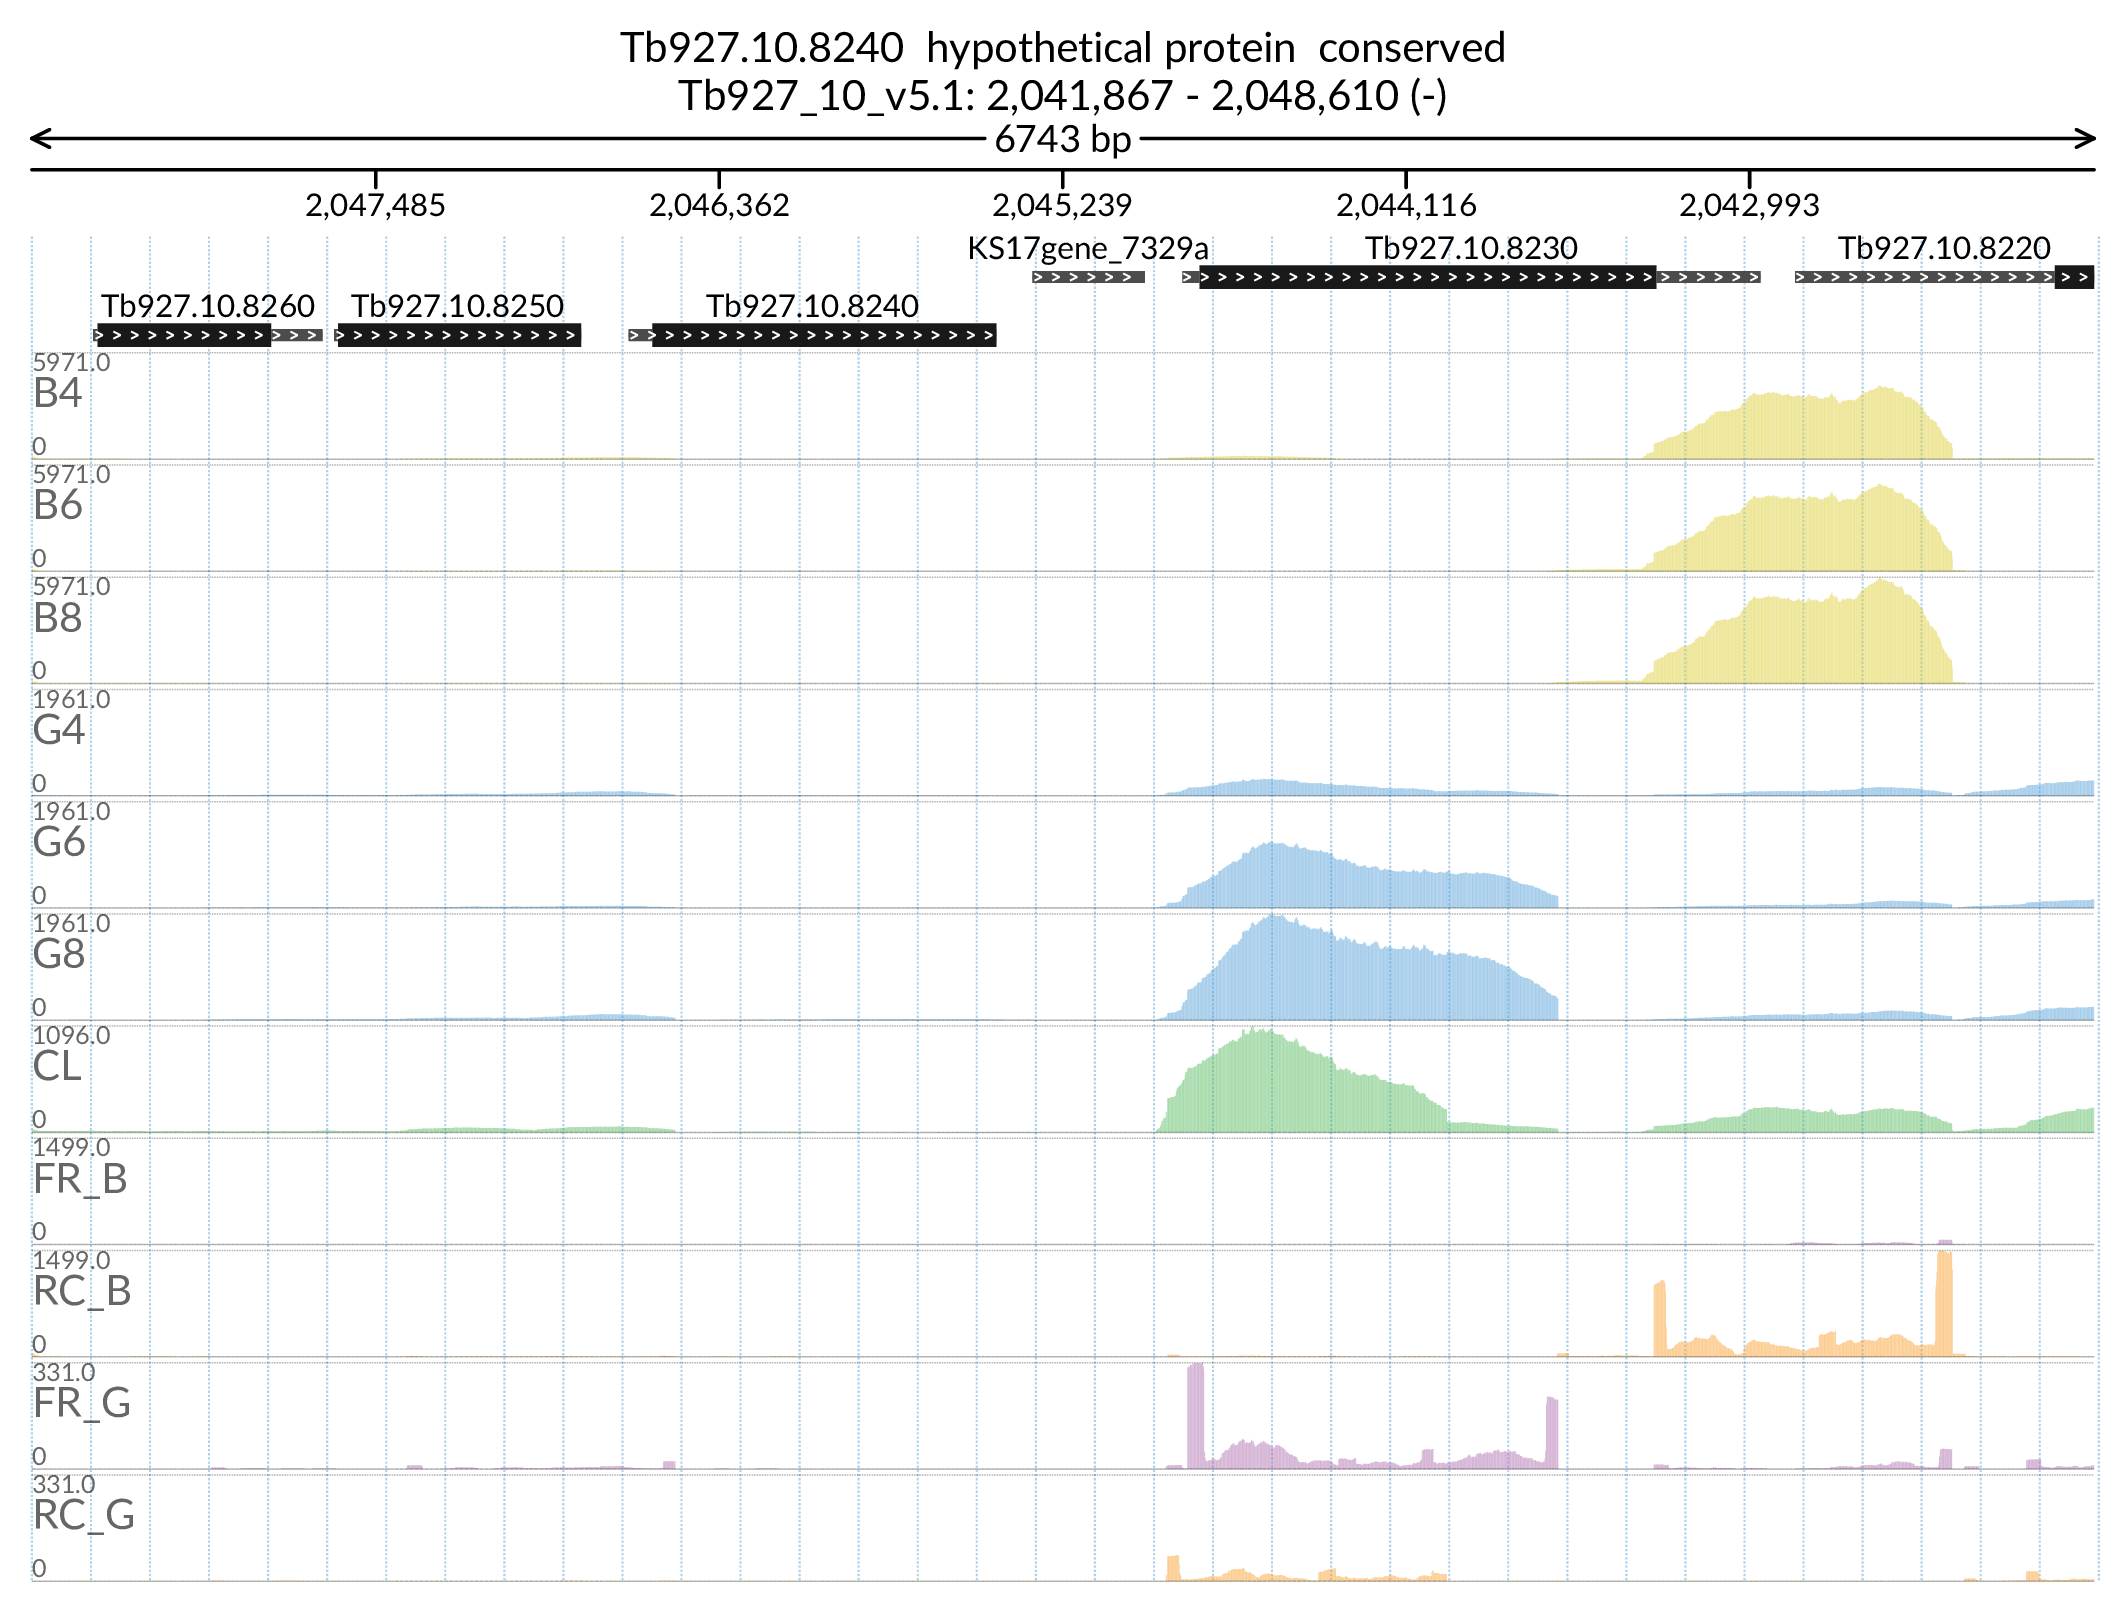 Tb927.10.8240  hypothetical protein  conserved
Tb927_10_v5.1: 2,041,867 - 2,048,610 (-)
6743 bp
2,047,485 2,046,362 2,045,239 2,044,116 2,042,993
KS17gene_7329a Tb927.10.8230 Tb927.10.8220
Tb927.10.8260 Tb927.10.8250 Tb927.10.8240
5971.0
B4
0
5971.0
B6
0
5971.0
B8
0
1961.0
G4
0
1961.0
G6
0
1961.0
G8
0
1096.0
CL
0
1499.0
FR_B
0
1499.0
RC_B
0
331.0
FR_G
0
331.0
RC_G
0